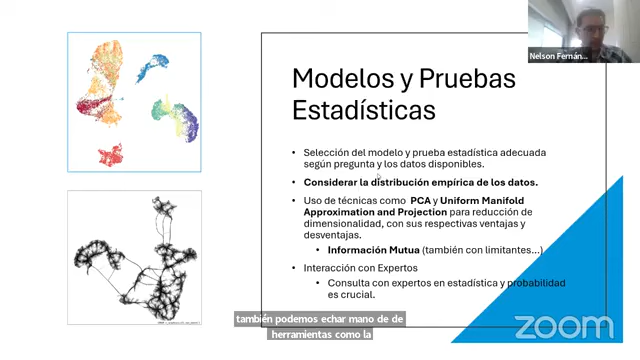 Nelson Fernán...
Modelos y Pruebas
Estadísticas
• Selección del modelo y prueba estadística adecuada
según pregunta y los datos disponibles.
• Considerar la distribución empírica de los datos.
• Uso de técnicas como PCA y Uniform Manifold
Approximation and Projection para reducción de
dimensionalidad, con sus respectivas ventajas y
desventajas.
• Información Mutua (también con limitantes...)
• Interacción con Expertos
• Consulta con expertos en estadística y probabilidad
es crucial.
también podemos echar mano de de
herramientas como la
zoom